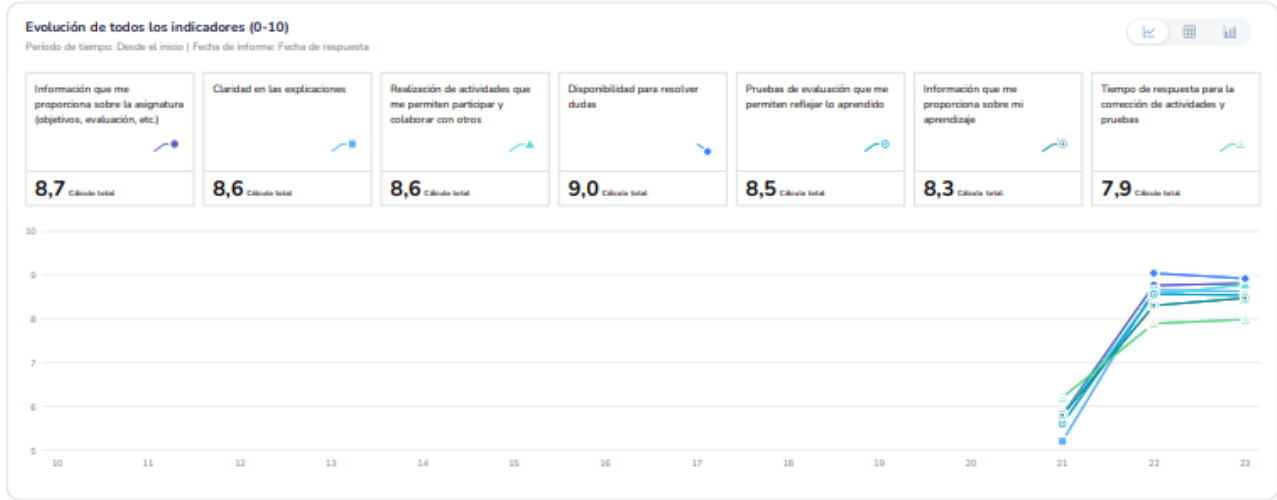 Evolución de todos los indicadores (0-10)
Período de tiempo: Desde el inicio | Fecha de informe: Fecha de respuesta
Información que me
proporciona sobre la asignatura
(objetivos, evaluación, etc.)
8,7 Cálculo total
Claridad en las explicaciones
8,6 Cálculo total
Realización de actividades que
me permiten participar y
colaborar con otros
8,6 Cálculo total
Disponibilidad para resolver
dudas
9,0 Cálculo total
Pruebas de evaluación que me
permiten reflejar lo aprendido
8,5 Cálculo total
Información que me
proporciona sobre mi
aprendizaje
8,3 Cálculo total
Tiempo de respuesta para la
corrección de actividades y
pruebas
7,9 Cálculo total
10
9
8
7
6
5
10 11 12 13 14 15 16 17 18 19 20 21 22 23